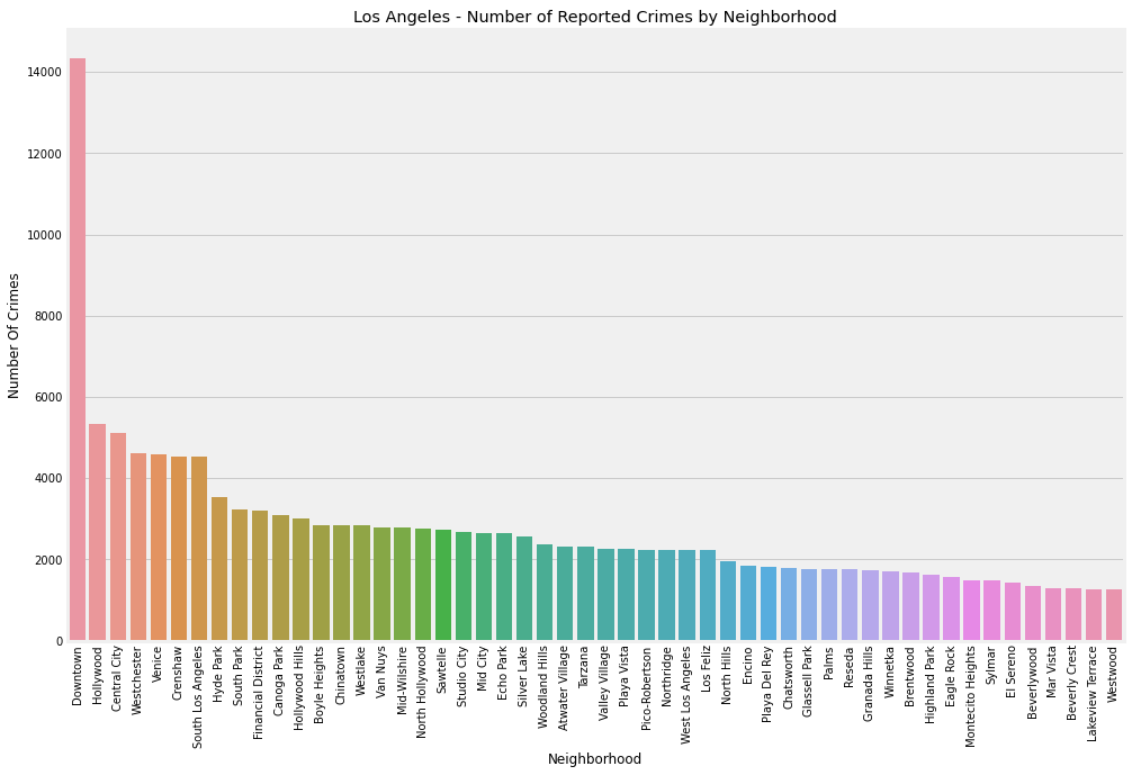 Los Angeles - Number of Reported Crimes by Neighborhood
Number Of Crimes
14000
12000
10000
8000
6000
4000
2000
0
Downtown
Hollywood
Central City
Westchester
Venice
Crenshaw
South Los Angeles
Hyde Park
South Park
Financial District
Canoga Park
Hollywood Hills
Boyle Heights
Chinatown
Westlake
Van Nuys
Mid-Wilshire
North Hollywood
Sawtelle
Studio City
Mid City
Echo Park
Silver Lake
Woodland Hills
Atwater Village
Tarzana
Valley Village
Playa Vista
Pico-Robertson
Northridge
West Los Angeles
Los Feliz
North Hills
Encino
Playa Del Rey
Chatsworth
Glassell Park
Palms
Reseda
Granada Hills
Winnetka
Brentwood
Highland Park
Eagle Rock
Montecito Heights
Sylmar
El Sereno
Beverlywood
Mar Vista
Beverly Crest
Lakeview Terrace
Westwood
Neighborhood